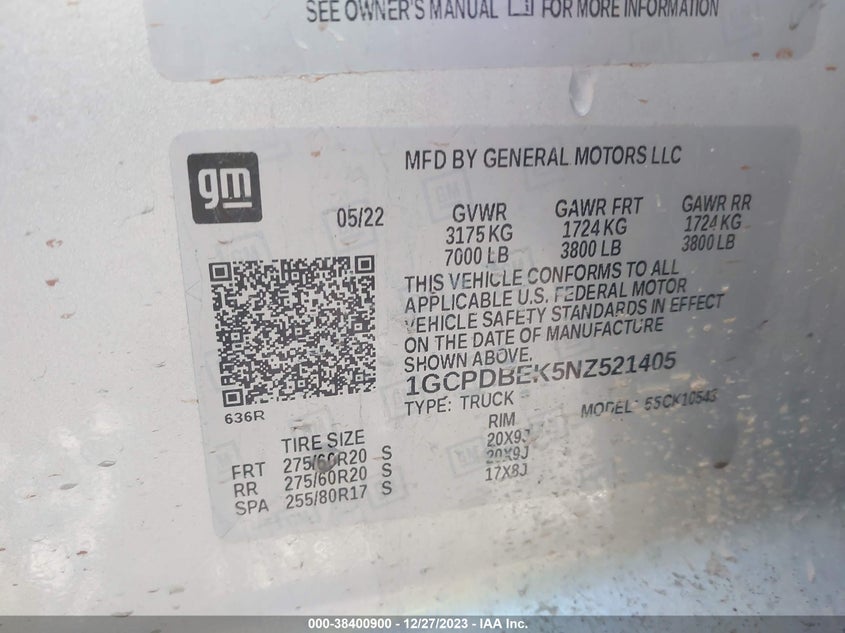 SEE OWNER'S MANUAL FOR MORE INFORMATION
gm
MFD BY GENERAL MOTORS LLC
05/22
GVWR GAWR FRT GAWR RR
3175 KG 1724 KG 1724 KG
7000 LB 3800 LB 3800 LB
THIS VEHICLE CONFORMS TO ALL
APPLICABLE U.S. FEDERAL MOTOR
VEHICLE SAFETY STANDARDS IN EFFECT
ON THE DATE OF MANUFACTURE
SHOWN ABOVE.
1GCPDBEK5NZ521405
TYPE: TRUCK MODEL: SSCK10543
636R
TIRE SIZE RIM
FRT 275/60R20 S 20X9J
RR 275/60R20 S 20X9J
SPA 255/80R17 S 17X8J
000-38400900 - 12/27/2023 - IAA Inc.